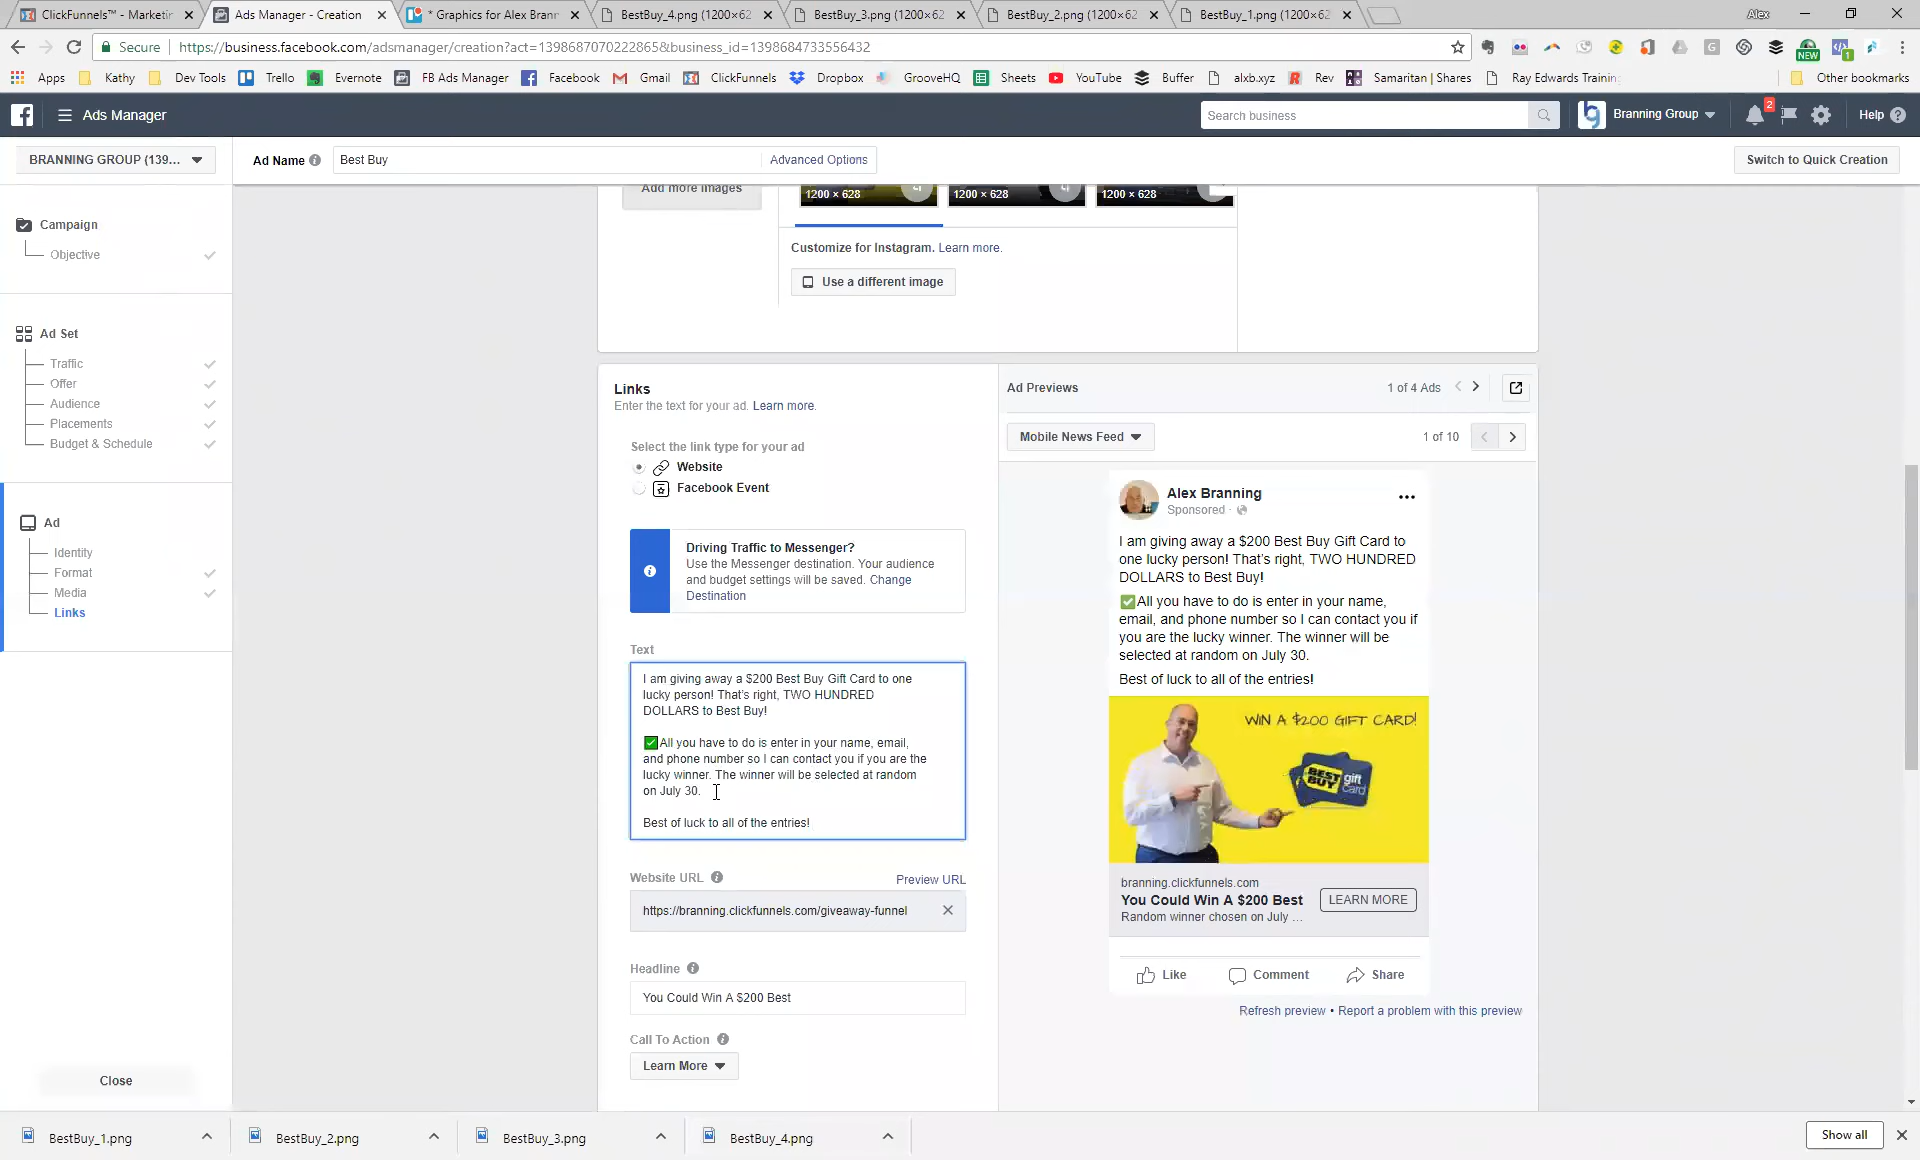 ClickFunnels™ - Marketin
Ads Manager - Creation
* Graphics for Alex Brann
BestBuy_4.png (1200×62
BestBuy_3.png (1200×62
BestBuy_2.png (1200×62
BestBuy_1.png (1200×62
Alex
Secure
https://business.facebook.com/adsmanager/creation?act=1398687070222865&business_id=1398684733556432
Apps
Kathy
Dev Tools
Trello
Evernote
FB Ads Manager
Facebook
Gmail
ClickFunnels
Dropbox
GrooveHQ
Sheets
YouTube
Buffer
alxb.xyz
Rev
Samaritan | Shares
Ray Edwards Trainin
Other bookmarks
NEW
1
Ads Manager
Search business
Branning Group
2
Help
BRANNING GROUP (139...
Ad Name
Best Buy
Advanced Options
Switch to Quick Creation
Campaign
Objective
Ad Set
Traffic
Offer
Audience
Placements
Budget & Schedule
Ad
Identity
Format
Media
Links
Close
Add more images
1200 × 628
1200 × 628
1200 × 628
Customize for Instagram. Learn more.
Use a different image
Links
Enter the text for your ad. Learn more.
Select the link type for your ad
Website
Facebook Event
Driving Traffic to Messenger?
Use the Messenger destination. Your audience
and budget settings will be saved. Change
Destination
Text
I am giving away a $200 Best Buy Gift Card to one
lucky person! That's right, TWO HUNDRED
DOLLARS to Best Buy!
✅All you have to do is enter in your name, email,
and phone number so I can contact you if you are the
lucky winner. The winner will be selected at random
on July 30.
Best of luck to all of the entries!
Website URL
Preview URL
https://branning.clickfunnels.com/giveaway-funnel
Headline
You Could Win A $200 Best
Call To Action
Learn More
Ad Previews
1 of 4 Ads
Mobile News Feed
1 of 10
Alex Branning
Sponsored ·
I am giving away a $200 Best Buy Gift Card to
one lucky person! That's right, TWO HUNDRED
DOLLARS to Best Buy!
✅All you have to do is enter in your name,
email, and phone number so I can contact you if
you are the lucky winner. The winner will be
selected at random on July 30.
Best of luck to all of the entries!
WIN A $200 GIFT CARD!
BEST BUY gift card
branning.clickfunnels.com
You Could Win A $200 Best
Random winner chosen on July ...
LEARN MORE
Like
Comment
Share
Refresh preview • Report a problem with this preview
BestBuy_1.png
BestBuy_2.png
BestBuy_3.png
BestBuy_4.png
Show all